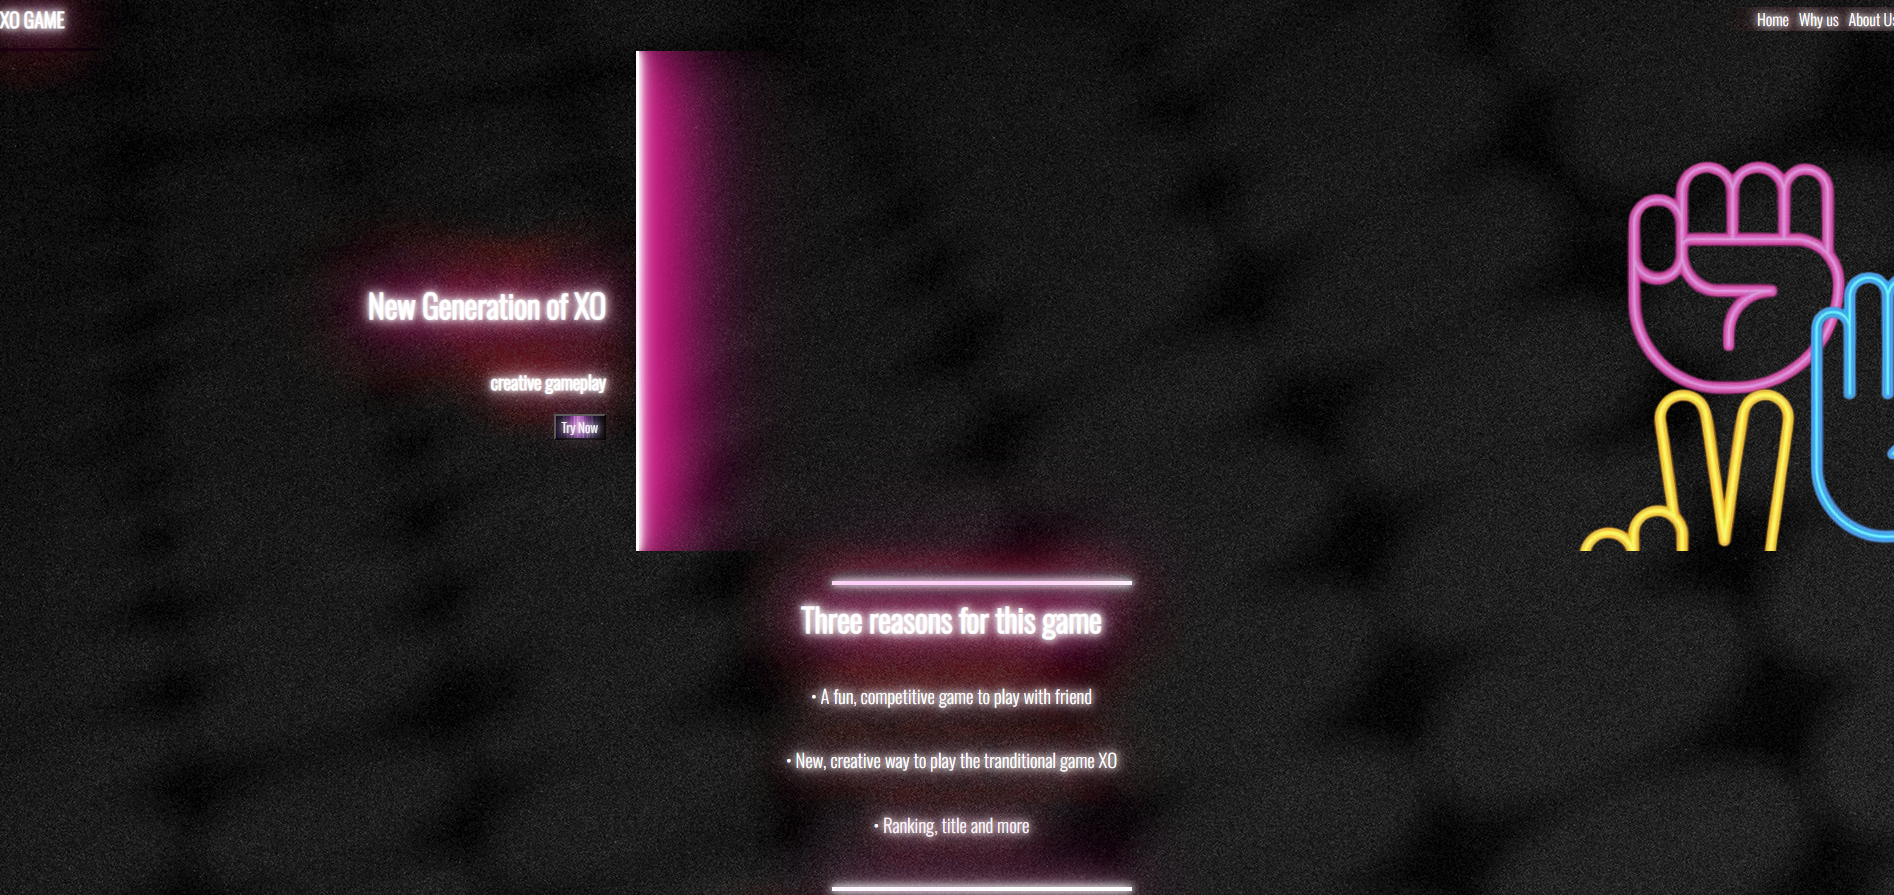 XO GAME
Home Why us About Us
New Generation of XO
creative gameplay
Try Now
Three reasons for this game
• A fun, competitive game to play with friend
• New, creative way to play the tranditional game XO
• Ranking, title and more